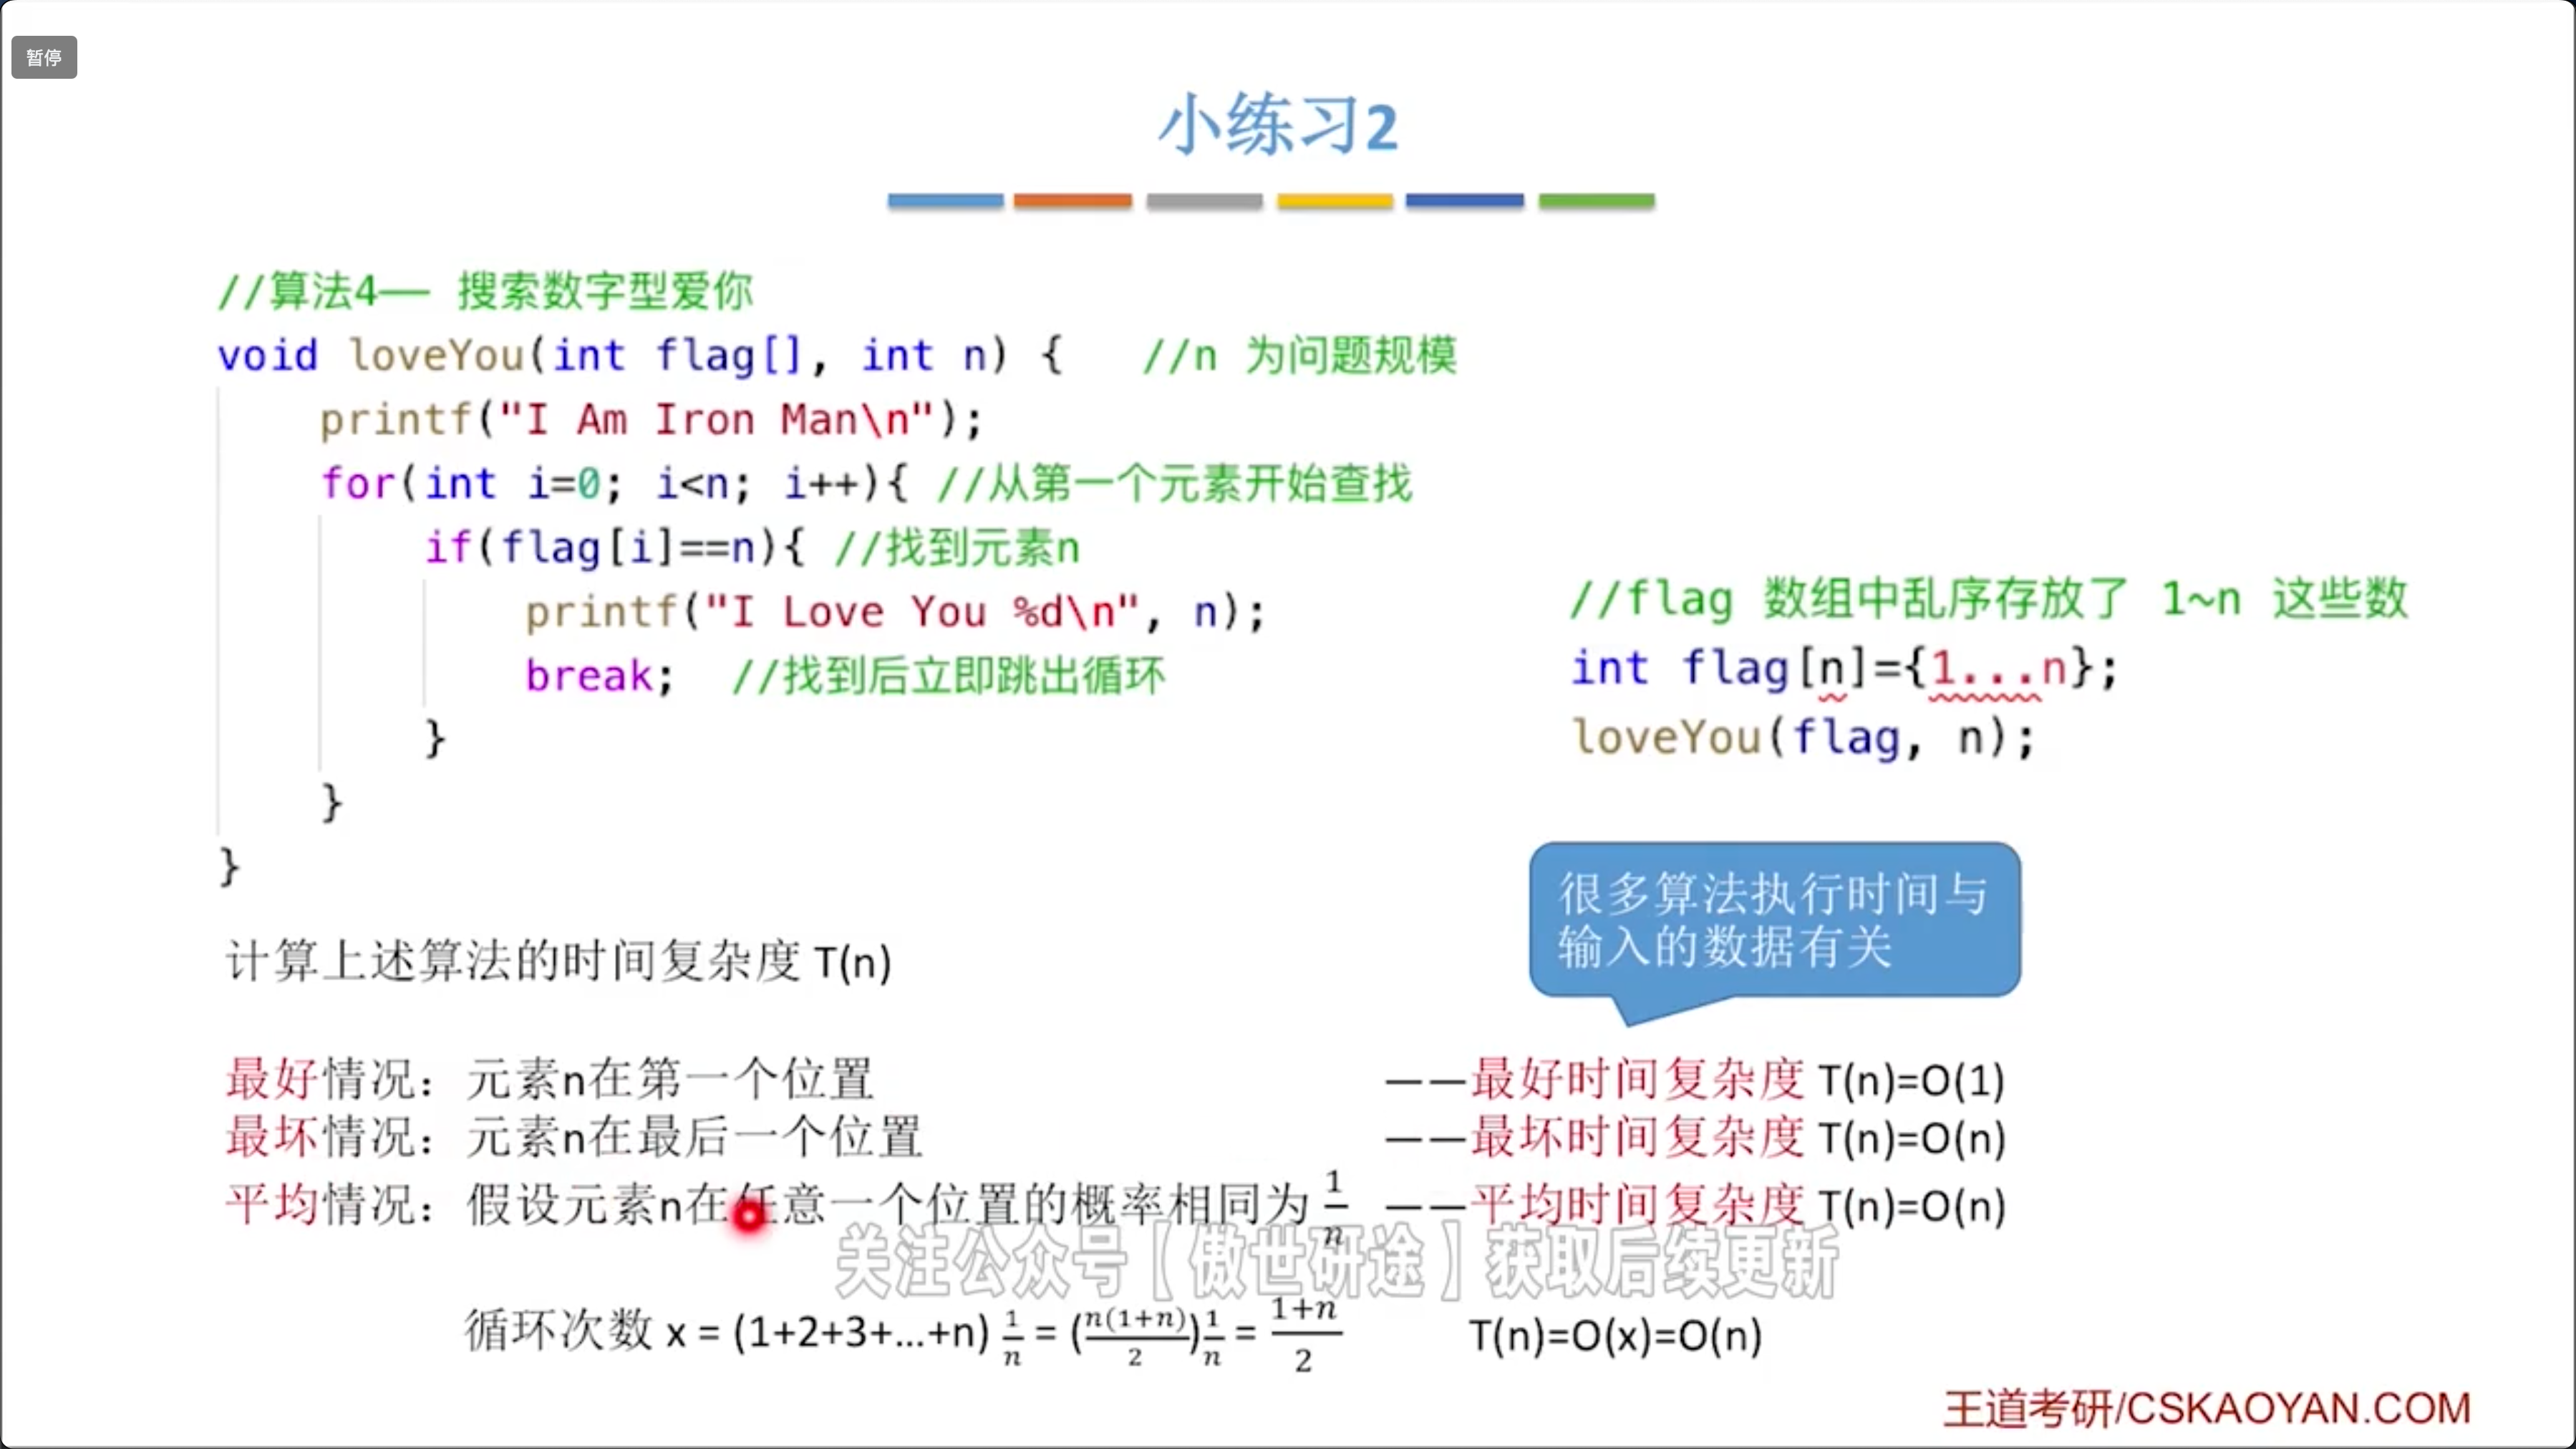 暂停
小练习2
//算法4—— 搜索数字型爱你
void loveYou(int flag[], int n) {   //n 为问题规模
    printf("I Am Iron Man\n");
    for(int i=0; i<n; i++){ //从第一个元素开始查找
        if(flag[i]==n){ //找到元素n
            printf("I Love You %d\n", n);
            break;  //找到后立即跳出循环
        }
    }
}
//flag 数组中乱序存放了 1~n 这些数
int flag[n]={1...n};
loveYou(flag, n);
很多算法执行时间与
输入的数据有关
计算上述算法的时间复杂度 T(n)
最好情况：元素n在第一个位置 ——最好时间复杂度 T(n)=O(1)
最坏情况：元素n在最后一个位置 ——最坏时间复杂度 T(n)=O(n)
平均情况：假设元素n在任意一个位置的概率相同为 1/n ——平均时间复杂度 T(n)=O(n)
关注公众号【傲世研途】获取后续更新
循环次数 x = (1+2+3+...+n) 1/n = (n(1+n)/2) 1/n = (1+n)/2 T(n)=O(x)=O(n)
王道考研/CSKAOYAN.COM